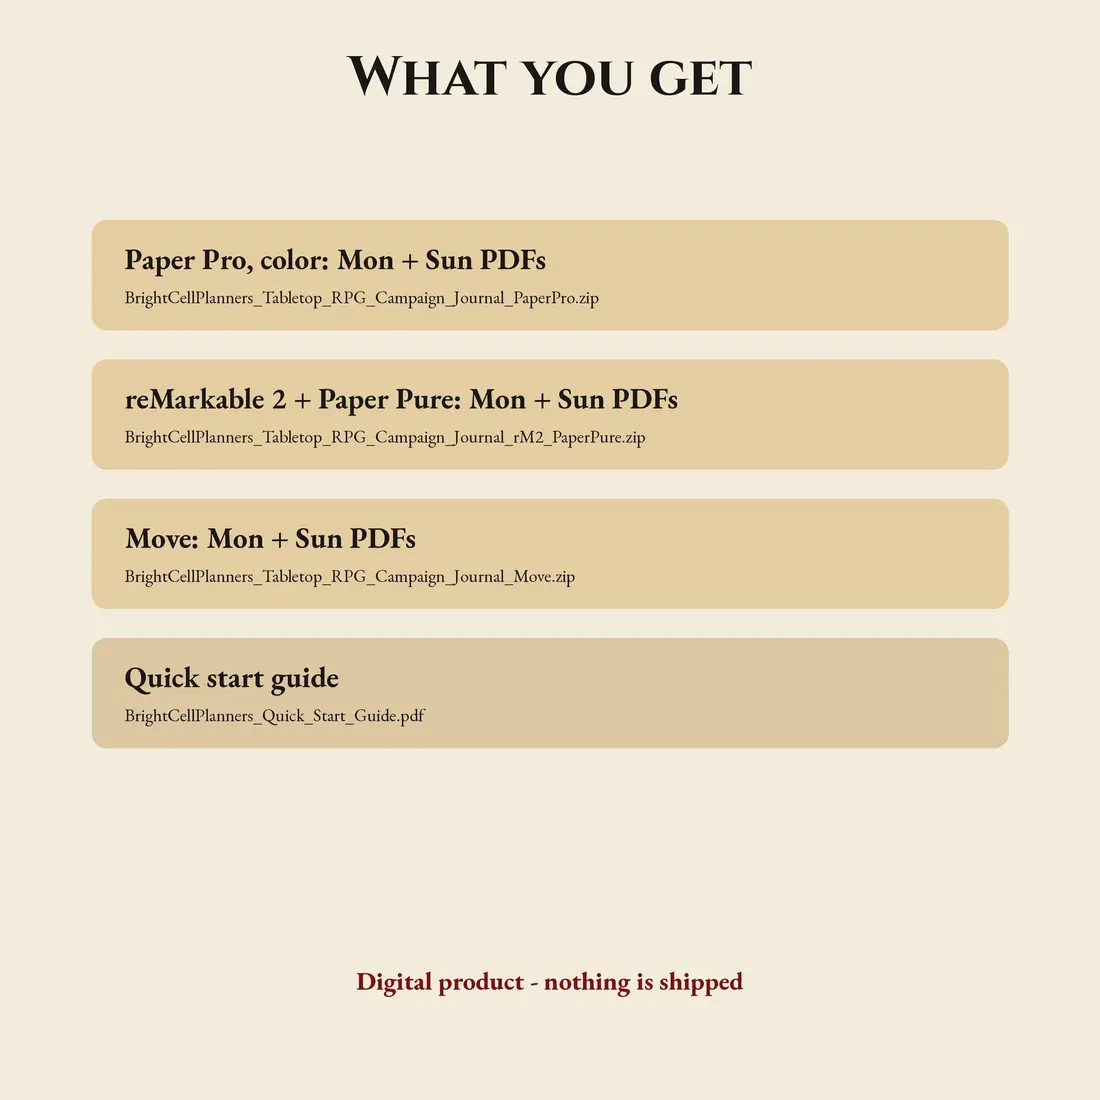 What you get
Paper Pro, color: Mon + Sun PDFs
BrightCellPlanners_Tabletop_RPG_Campaign_Journal_PaperPro.zip
reMarkable 2 + Paper Pure: Mon + Sun PDFs
BrightCellPlanners_Tabletop_RPG_Campaign_Journal_rM2_PaperPure.zip
Move: Mon + Sun PDFs
BrightCellPlanners_Tabletop_RPG_Campaign_Journal_Move.zip
Quick start guide
BrightCellPlanners_Quick_Start_Guide.pdf
Digital product - nothing is shipped